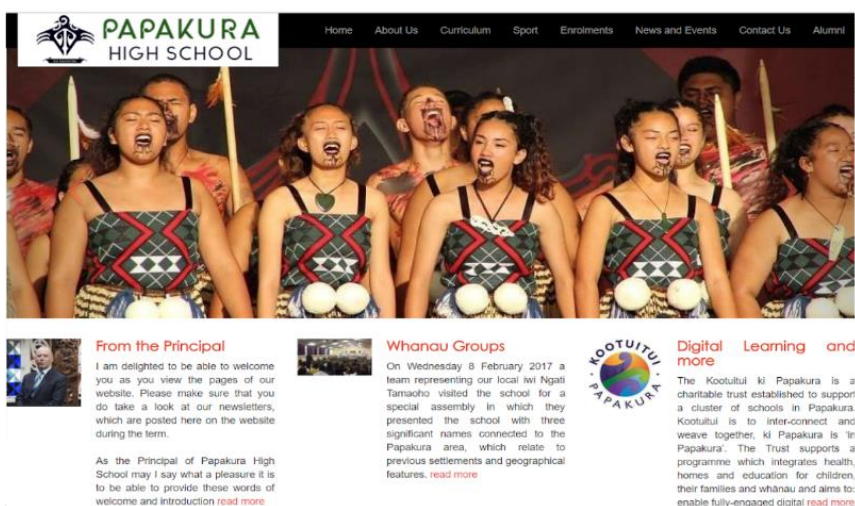 PAPAKURA
HIGH SCHOOL
Home About Us Curriculum Sport Enrolments News and Events Contact Us Alumni
From the Principal
I am delighted to be able to welcome
you as you view the pages of our
website. Please make sure that you
do take a look at our newsletters,
which are posted here on the website
during the term.
As the Principal of Papakura High
School may I say what a pleasure it is
to be able to provide these words of
welcome and introduction read more
Whanau Groups
On Wednesday 8 February 2017 a
team representing our local iwi Ngati
Tamaoho visited the school for a
special assembly in which they
presented the school with three
significant names connected to the
Papakura area, which relate to
previous settlements and geographical
features. read more
KOOTUITUI
PAPAKURA
Digital Learning and
more
The Kootuitui ki Papakura is a
charitable trust established to support
a cluster of schools in Papakura.
Kootuitui is to inter-connect and
weave together, ki Papakura is 'in
Papakura'. The Trust supports a
programme which integrates health,
homes and education for children,
their families and whānau and aims to:
enable fully-engaged digital read more